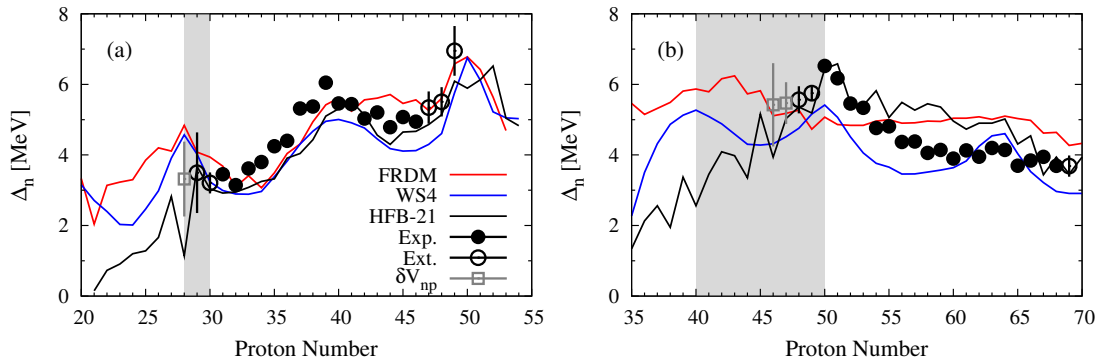 (a)
Δn [MeV]
8
6
4
2
0
20 25 30 35 40 45 50 55
Proton Number
FRDM
WS4
HFB-21
Exp.
Ext.
δVnp
(b)
Δn [MeV]
8
6
4
2
0
35 40 45 50 55 60 65 70
Proton Number